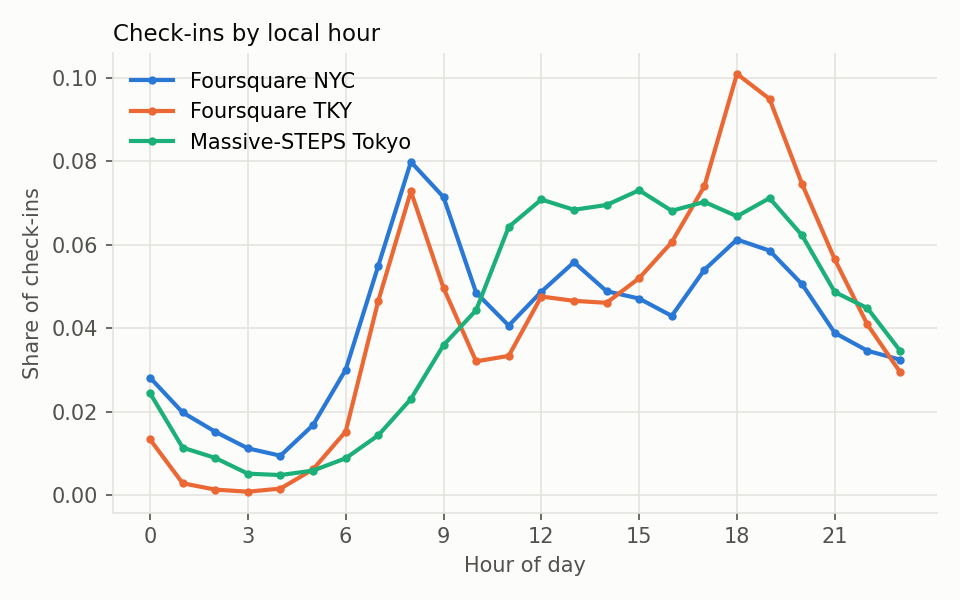 Check-ins by local hour
Foursquare NYC
Foursquare TKY
Massive-STEPS Tokyo
Share of check-ins
0.10
0.08
0.06
0.04
0.02
0.00
0 3 6 9 12 15 18 21
Hour of day